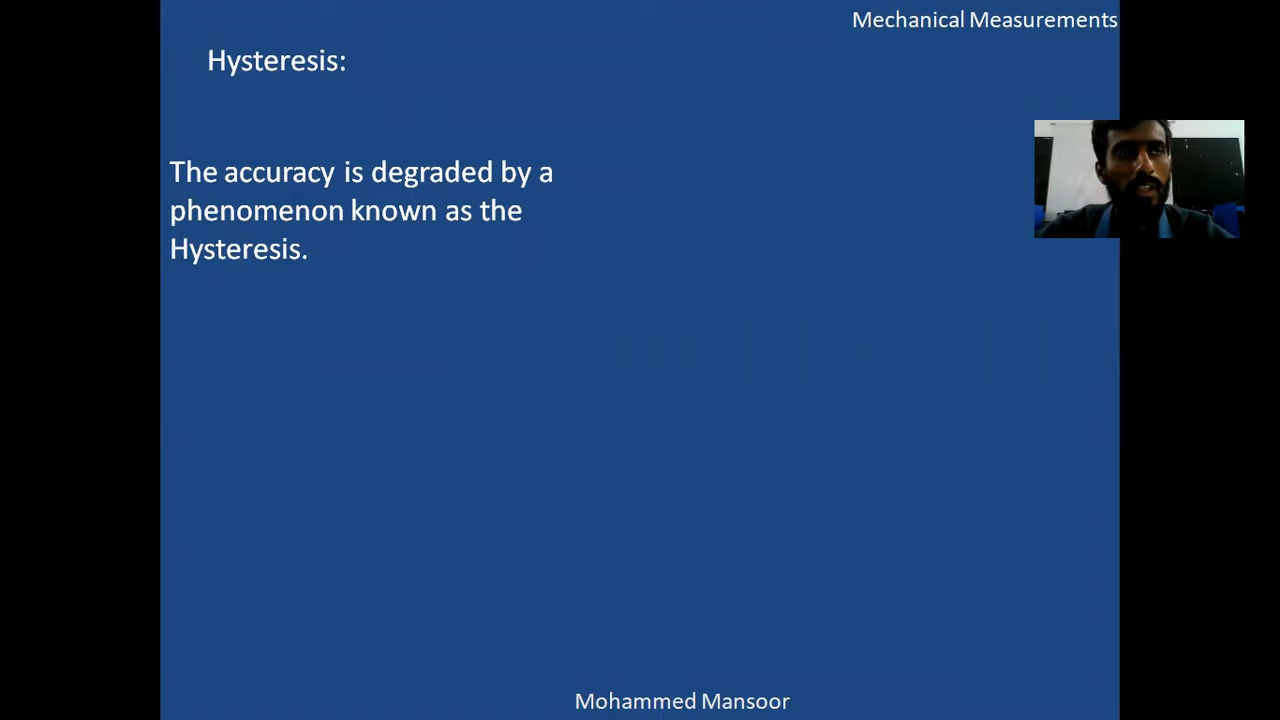 Mechanical Measurements
Hysteresis:
The accuracy is degraded by a
phenomenon known as the
Hysteresis.
Mohammed Mansoor